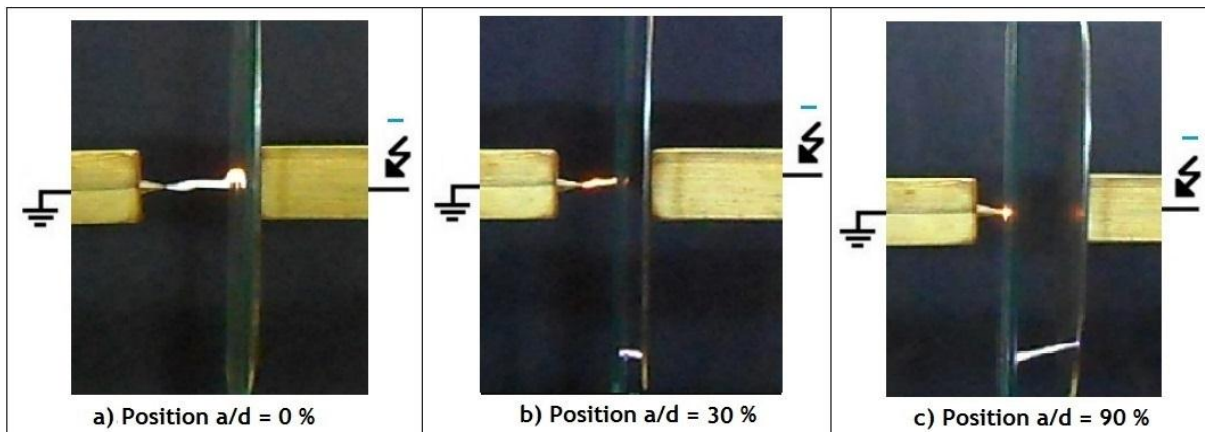 a) Position a/d = 0 %
b) Position a/d = 30 %
c) Position a/d = 90 %